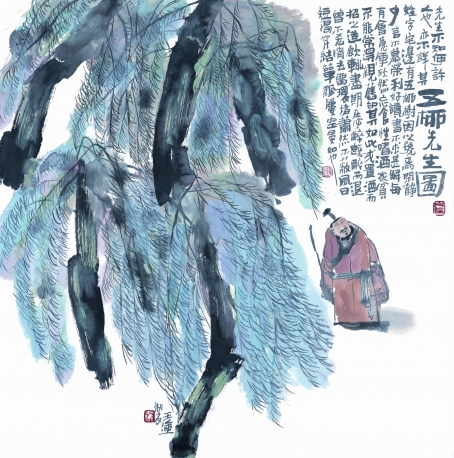 五柳先生圖
先生不知何許
也亦不詳其
姓字宅邊有五柳樹因以號焉閑靜
少言不慕榮利好讀書不求甚解每
有會意便欣然忘食性嗜酒家貧
不能常得親舊知其如此或置酒而
招之造飲輒盡期在必醉既醉而退
曾不吝情去留環堵蕭然不蔽風日
短褐穿結簞瓢屢空晏如也
王